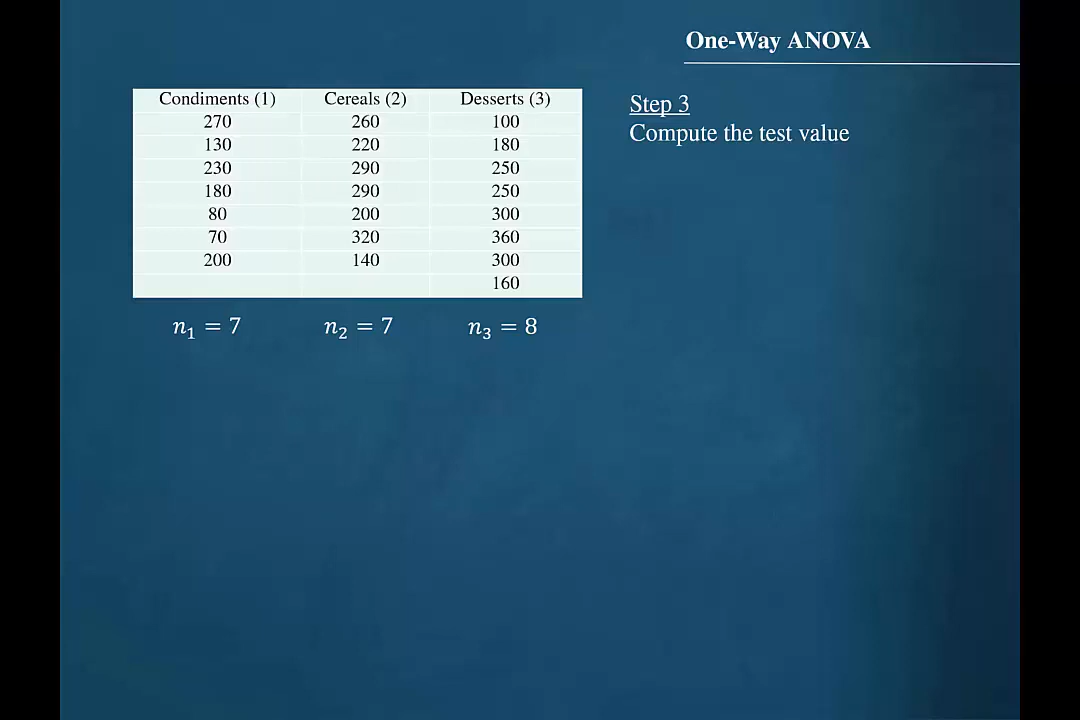 One-Way ANOVA
Condiments (1) Cereals (2) Desserts (3)
270 260 100
130 220 180
230 290 250
180 290 250
80 200 300
70 320 360
200 140 300
160
n₁ = 7 n₂ = 7 n₃ = 8
Step 3
Compute the test value